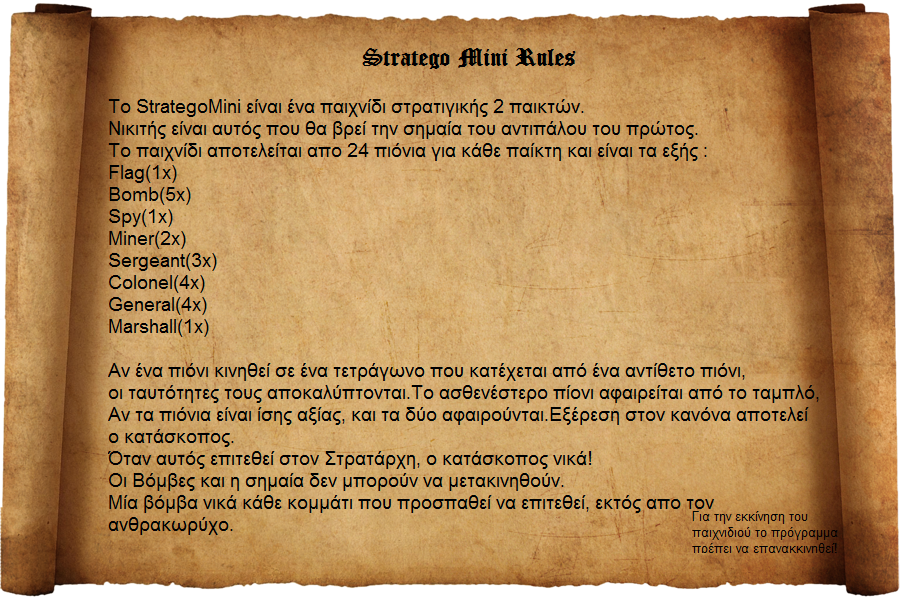 Stratego Mini Rules
Το StrategoMini είναι ένα παιχνίδι στρατιγικής 2 παικτών.
Νικιτής είναι αυτός που θα βρεί την σημαία του αντιπάλου του πρώτος.
Το παιχνίδι αποτελείται απο 24 πιόνια για κάθε παίκτη και είναι τα εξής :
Flag(1x)
Bomb(5x)
Spy(1x)
Miner(2x)
Sergeant(3x)
Colonel(4x)
General(4x)
Marshall(1x)
Αν ένα πιόνι κινηθεί σε ένα τετράγωνο που κατέχεται από ένα αντίθετο πιόνι,
οι ταυτότητες τους αποκαλύπτονται.Το ασθενέστερο πίονι αφαιρείται από το ταμπλό,
Αν τα πιόνια είναι ίσης αξίας, και τα δύο αφαιρούνται.Εξέρεση στον κανόνα αποτελεί
ο κατάσκοπος.
Όταν αυτός επιτεθεί στον Στρατάρχη, ο κατάσκοπος νικά!
Οι Βόμβες και η σημαία δεν μπορούν να μετακινηθούν.
Μία βόμβα νικά κάθε κομμάτι που προσπαθεί να επιτεθεί, εκτός απο τον
ανθρακωρύχο.
Για την εκκίνηση του
παιχνιδιού το πρόγραμμα
πρέπει να επανακκινηθεί!